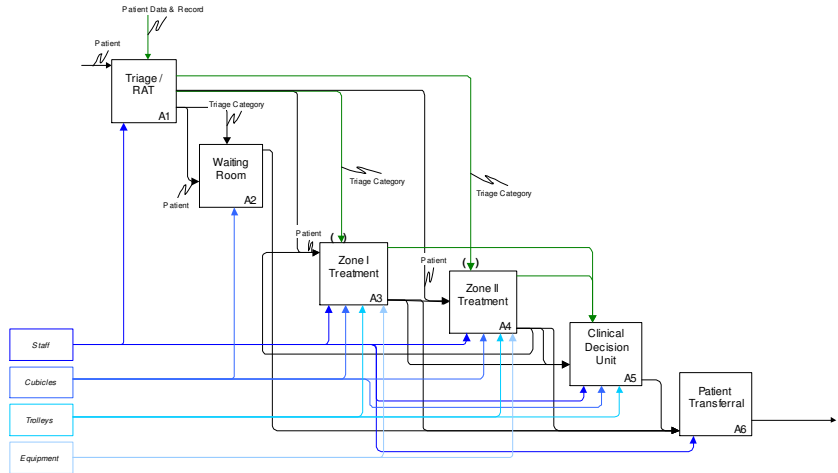 Patient Data & Record
Patient
Triage /
RAT
A1
Triage Category
Waiting
Room
A2
Patient
Triage Category
Triage Category
Patient
( )
Zone I
Treatment
A3
Patient
( )
Zone II
Treatment
A4
Clinical
Decision
Unit
A5
Patient
Transferral
A6
Staff
Cubicles
Trolleys
Equipment